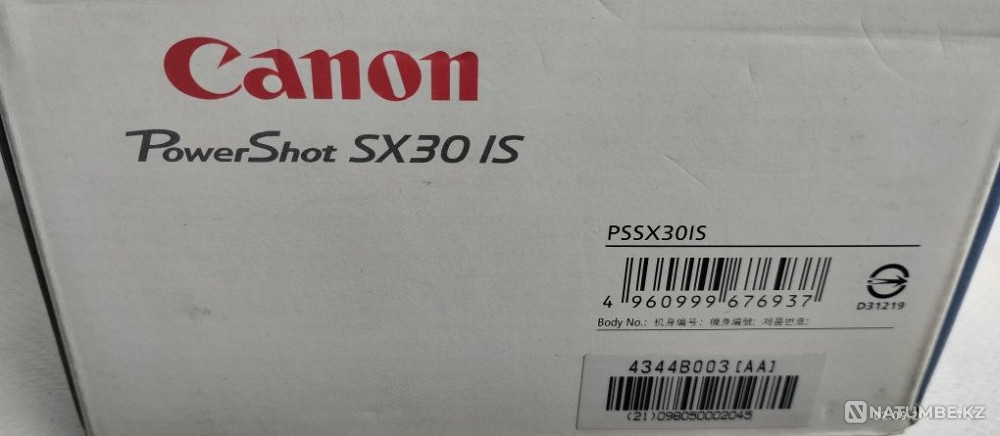 Canon
PowerShot SX30 IS
PSSX30IS
4 960999 676937
D31219
Body No.: 机身编号: 機身編號: 제품번호:
4344B003 [AA]
(21)098050002045
NATUMBE.KZ